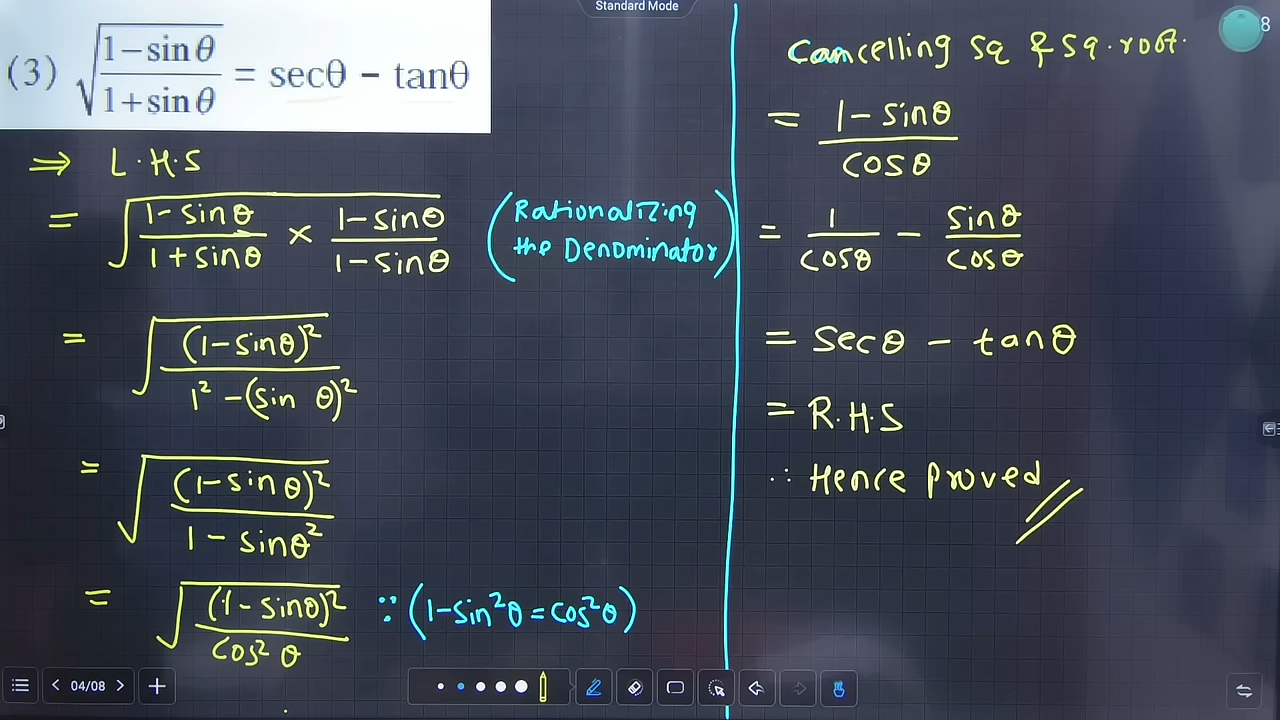 Standard Mode
8
(3) √((1−sinθ)/(1+sinθ)) = secθ − tanθ
⇒ L.H.S
= √((1−sinθ)/(1+sinθ) × (1−sinθ)/(1−sinθ)) (Rationalizing the Denominator)
= √((1−sinθ)²/(1²−(sin θ)²))
= √((1−sinθ)²/(1−sinθ²))
= √((1−sinθ)²/cos²θ) ∵ (1−sin²θ = cos²θ)
Cancelling sq & sq.root.
= (1−sinθ)/cosθ
= 1/cosθ − sinθ/cosθ
= secθ − tanθ
= R.H.S
∴ Hence proved
04/08